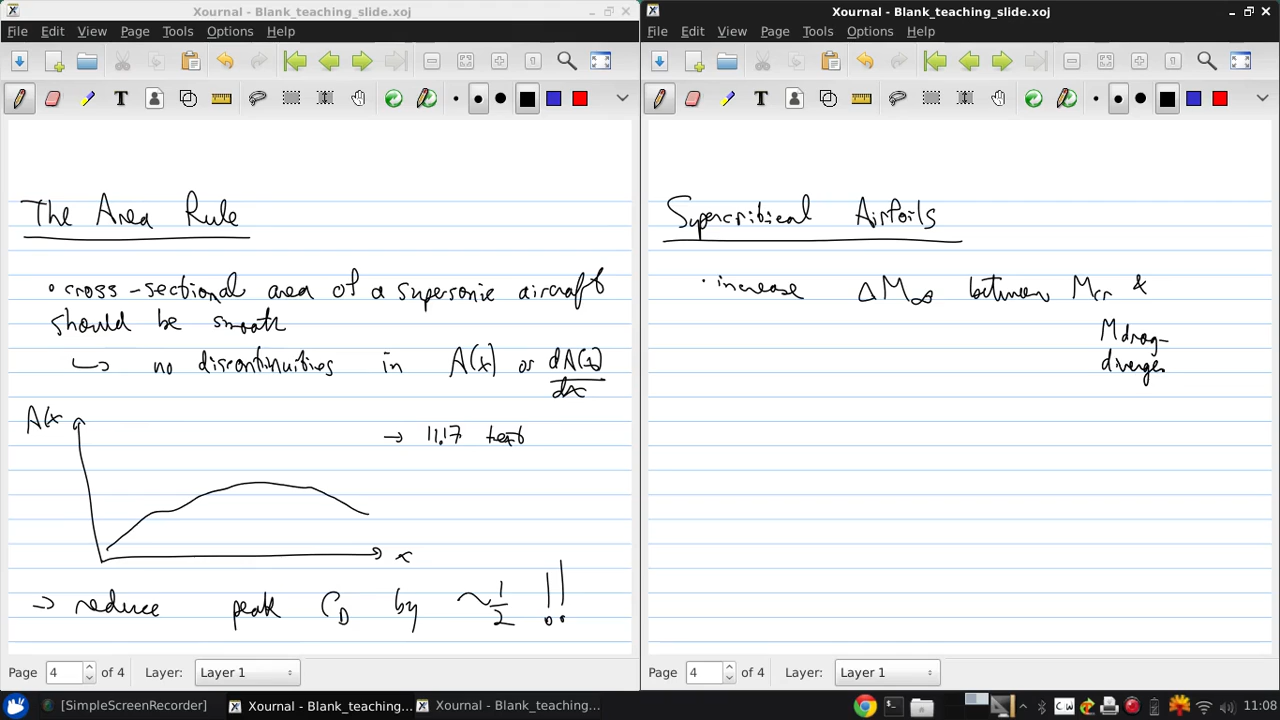 Xournal - Blank_teaching_slide.xoj
File Edit View Page Tools Options Help
The Area Rule
• cross-sectional area of a supersonic aircraft
should be smooth
↪ no discontinuities in A(x) or dA(x)/dx
A(x
→ 11.17 text
x
⇒ reduce peak C_D by ~1/2 !!
Page 4 of 4 Layer: Layer 1
Xournal - Blank_teaching_slide.xoj
File Edit View Page Tools Options Help
Supercritical Airfoils
• increase ΔM∞ between Mcr &
Mdrag-
diverge
Page 4 of 4 Layer: Layer 1
[SimpleScreenRecorder] Xournal - Blank_teaching_... Xournal - Blank_teaching_... 11:08